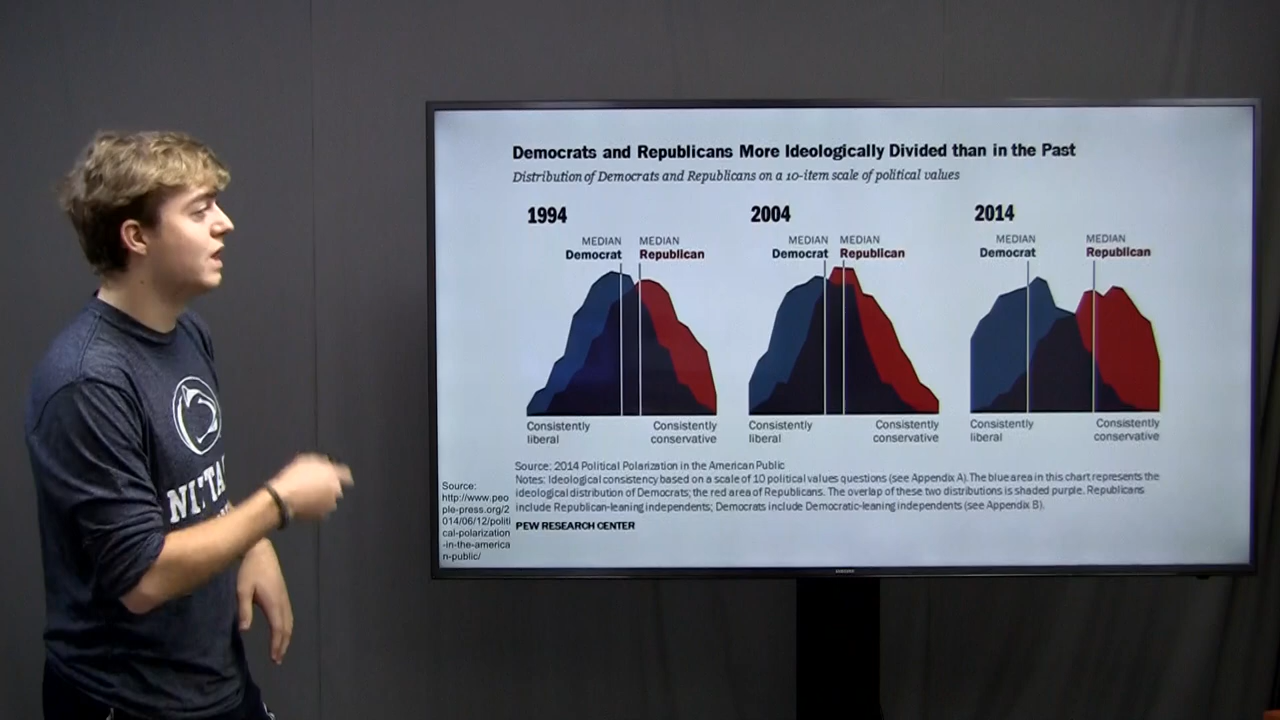 Democrats and Republicans More Ideologically Divided than in the Past
Distribution of Democrats and Republicans on a 10-item scale of political values
1994
MEDIAN
Democrat
MEDIAN
Republican
Consistently
liberal
Consistently
conservative
2004
MEDIAN
Democrat
MEDIAN
Republican
Consistently
liberal
Consistently
conservative
2014
MEDIAN
Democrat
MEDIAN
Republican
Consistently
liberal
Consistently
conservative
Source: 2014 Political Polarization in the American Public
Notes: Ideological consistency based on a scale of 10 political values questions (see Appendix A). The blue area in this chart represents the
ideological distribution of Democrats; the red area of Republicans. The overlap of these two distributions is shaded purple. Republicans
include Republican-leaning independents; Democrats include Democratic-leaning independents (see Appendix B).
PEW RESEARCH CENTER
Source:
http://www.peo
ple-press.org/2
014/06/12/politi
cal-polarization
-in-the-america
n-public/
SAMSUNG